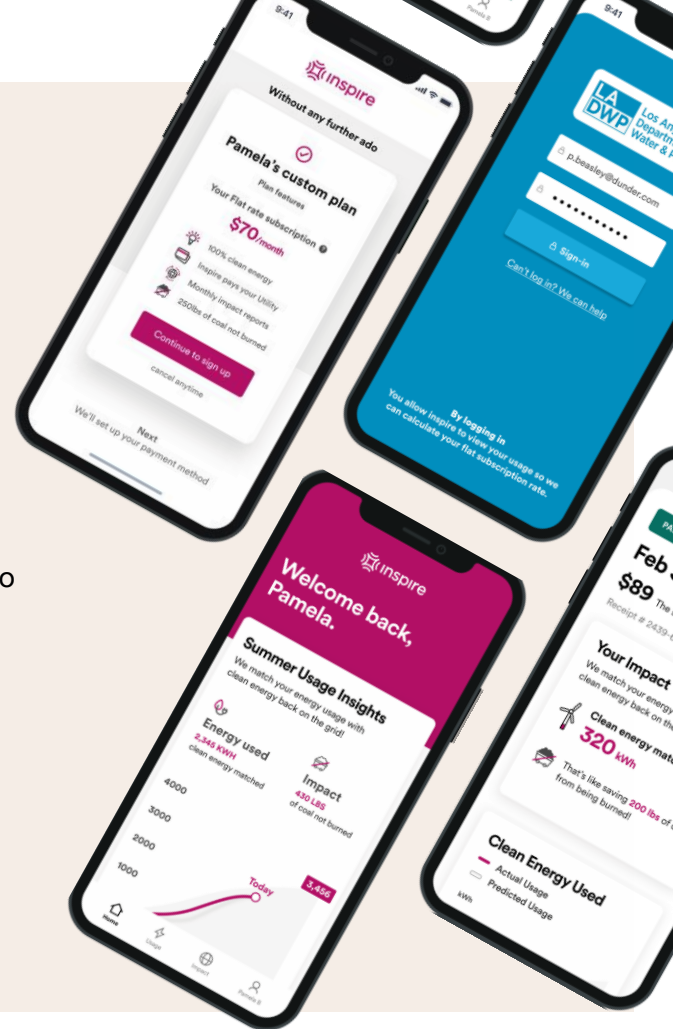 Pamela B
9:41
inspire
Without any further ado
Pamela's custom plan
Plan features
Your Flat rate subscription ?
$70/month
100% clean energy
Inspire pays your Utility
Monthly impact reports
250lbs of coal not burned
Continue to sign up
cancel anytime
Next
We'll set up your payment method
9:41
LA
DWP
Los An
Departm
Water & P
p.beasley@dunder.com
Sign-in
Can't log in? We can help
By logging in
You allow inspire to view your usage so we
can calculate your flat subscription rate.
o
inspire
Welcome back,
Pamela.
Summer Usage Insights
We match your energy usage with
clean energy back on the grid!
Energy used
2,345 KWH
clean energy matched
Impact
430 LBS
of coal not burned
4000
3000
2000
1000
Today
3,456
Home
Usage
Impact
Pamela B
PA
Feb
$89 The
Receipt # 2439-
Your Impact
We match your energy
clean energy back on the
Clean energy matc
320 kWh
That's like saving 200 lbs of
from being burned!
Clean Energy Used
Actual Usage
Predicted Usage
kWh